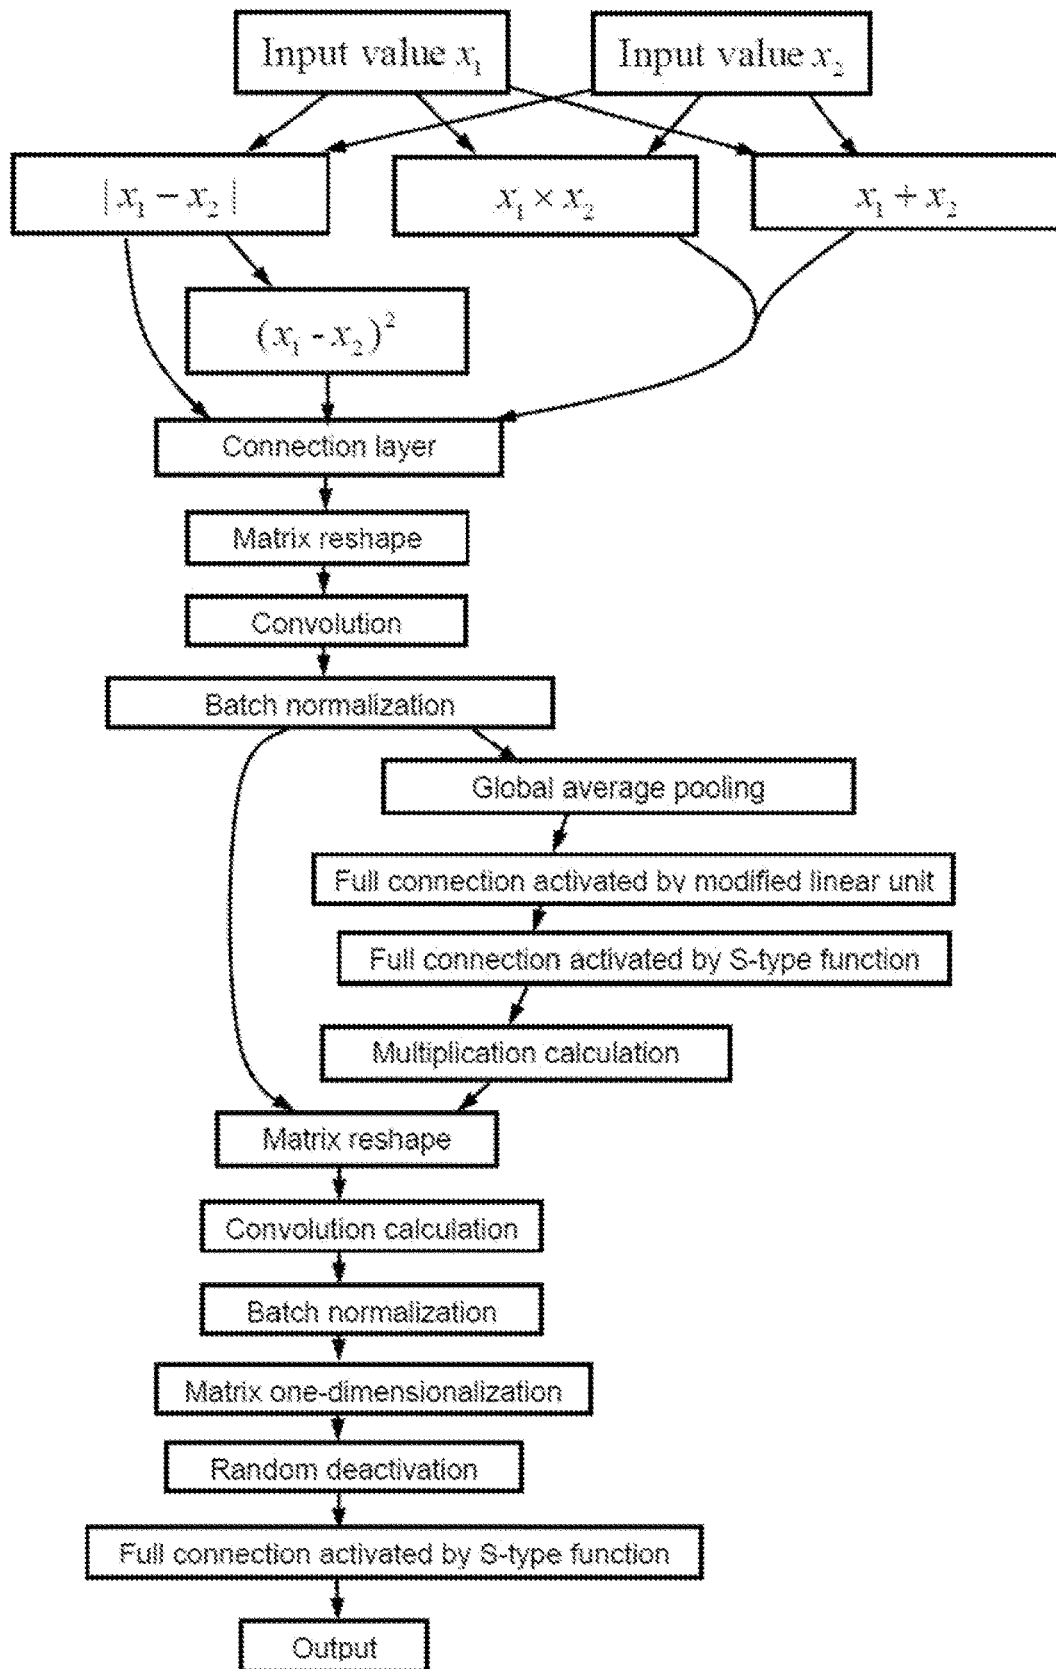 Input value x₁
Input value x₂
| x₁ − x₂ |
x₁ × x₂
x₁ + x₂
(x₁ - x₂)²
Connection layer
Matrix reshape
Convolution
Batch normalization
Global average pooling
Full connection activated by modified linear unit
Full connection activated by S-type function
Multiplication calculation
Matrix reshape
Convolution calculation
Batch normalization
Matrix one-dimensionalization
Random deactivation
Full connection activated by S-type function
Output